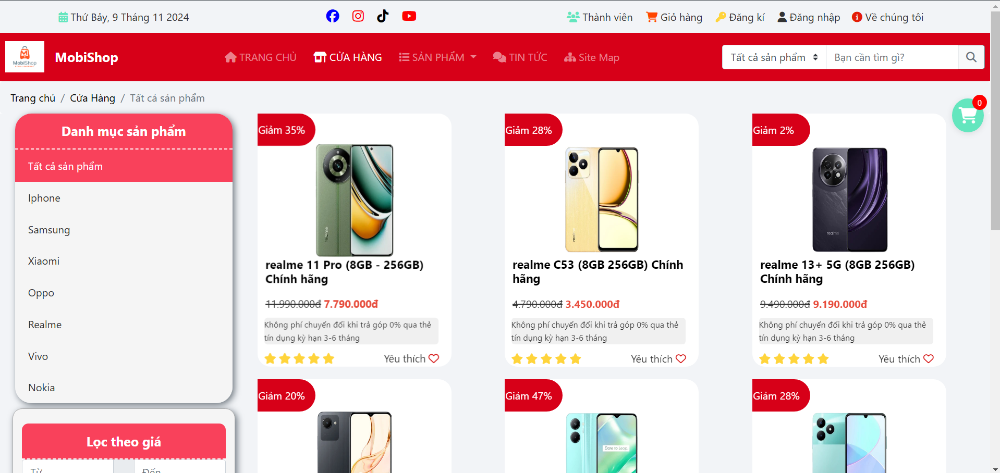 Thứ Bảy, 9 Tháng 11 2024
Thành viên
Giỏ hàng
Đăng kí
Đăng nhập
Về chúng tôi
MobiShop
MobiShop
TRANG CHỦ
CỬA HÀNG
SẢN PHẨM
TIN TỨC
Site Map
Tất cả sản phẩm
Bạn cần tìm gì?
Trang chủ / Cửa Hàng / Tất cả sản phẩm
0
Danh mục sản phẩm
Tất cả sản phẩm
Iphone
Samsung
Xiaomi
Oppo
Realme
Vivo
Nokia
Lọc theo giá
Từ
Đến
Giảm 35%
realme
realme 11 Pro (8GB - 256GB)
Chính hãng
11.990.000đ 7.790.000đ
Không phí chuyển đổi khi trả góp 0% qua thẻ
tín dụng kỳ hạn 3-6 tháng
Yêu thích
Giảm 28%
realme C53 (8GB 256GB) Chính
hãng
4.790.000đ 3.450.000đ
Không phí chuyển đổi khi trả góp 0% qua thẻ
tín dụng kỳ hạn 3-6 tháng
Yêu thích
Giảm 2%
realme
realme 13+ 5G (8GB 256GB)
Chính hãng
9.490.000đ 9.190.000đ
Không phí chuyển đổi khi trả góp 0% qua thẻ
tín dụng kỳ hạn 3-6 tháng
Yêu thích
Giảm 20%
Giảm 47%
Dare to Leap.
Giảm 28%